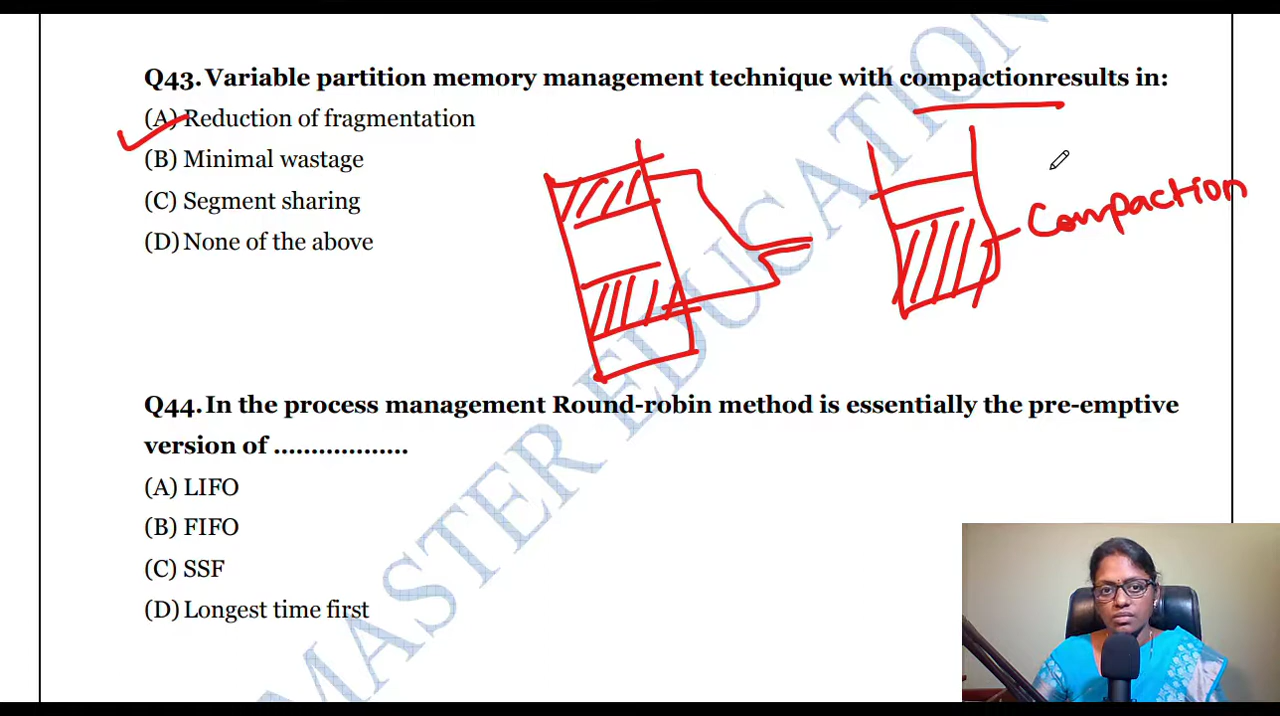 Q43. Variable partition memory management technique with compactionresults in:
(A) Reduction of fragmentation
(B) Minimal wastage
(C) Segment sharing
(D) None of the above
Compaction
Q44. In the process management Round-robin method is essentially the pre-emptive
version of ..................
(A) LIFO
(B) FIFO
(C) SSF
(D) Longest time first
MASTER EDUCATION